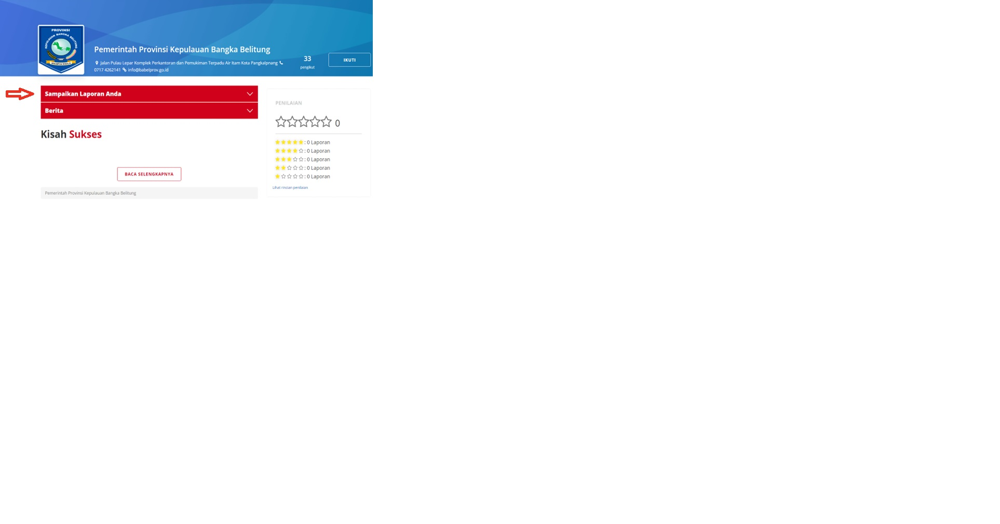 PROVINSI
KEPULAUAN BANGKA BELITUNG
Pemerintah Provinsi Kepulauan Bangka Belitung
Jalan Pulau Lepar Komplek Perkantoran dan Pemukiman Terpadu Air Itam Kota Pangkalpnang
0717 4262141 info@babelprov.go.id
33
pengikut
IKUTI
Sampaikan Laporan Anda
Berita
Kisah Sukses
BACA SELENGKAPNYA
Pemerintah Provinsi Kepulauan Bangka Belitung
PENILAIAN
0
: 0 Laporan
: 0 Laporan
: 0 Laporan
: 0 Laporan
: 0 Laporan
Lihat rincian penilaian